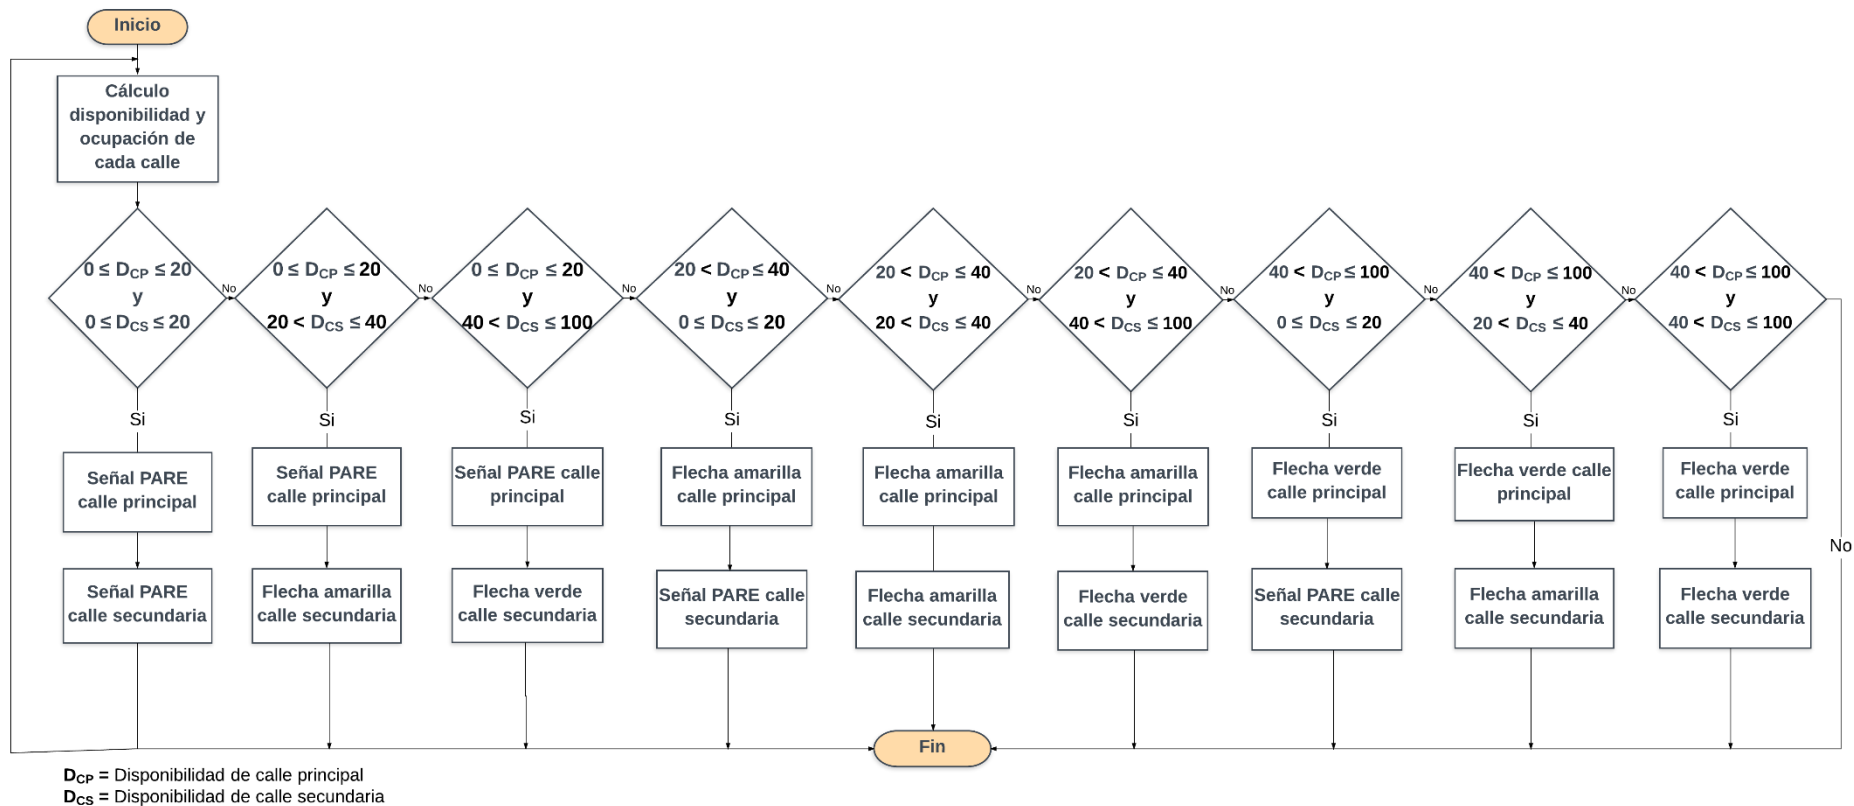 Inicio
Cálculo
disponibilidad y
ocupación de
cada calle
0 ≤ DCP ≤ 20
y
0 ≤ DCS ≤ 20
No
0 ≤ DCP ≤ 20
y
20 < DCS ≤ 40
No
0 ≤ DCP ≤ 20
y
40 < DCS ≤ 100
No
20 < DCP ≤ 40
y
0 ≤ DCS ≤ 20
No
20 < DCP ≤ 40
y
20 < DCS ≤ 40
No
20 < DCP ≤ 40
y
40 < DCS ≤ 100
No
40 < DCP ≤ 100
y
0 ≤ DCS ≤ 20
No
40 < DCP ≤ 100
y
20 < DCS ≤ 40
No
40 < DCP ≤ 100
y
40 < DCS ≤ 100
Si
Si
Si
Si
Si
Si
Si
Si
Si
Señal PARE
calle principal
Señal PARE
calle principal
Señal PARE calle
principal
Flecha amarilla
calle principal
Flecha amarilla
calle principal
Flecha amarilla
calle principal
Flecha verde
calle principal
Flecha verde calle
principal
Flecha verde
calle principal
No
Señal PARE
calle secundaria
Flecha amarilla
calle secundaria
Flecha verde
calle secundaria
Señal PARE calle
secundaria
Flecha amarilla
calle secundaria
Flecha verde
calle secundaria
Señal PARE calle
secundaria
Flecha amarilla
calle secundaria
Flecha verde
calle secundaria
Fin
DCP = Disponibilidad de calle principal
DCS = Disponibilidad de calle secundaria